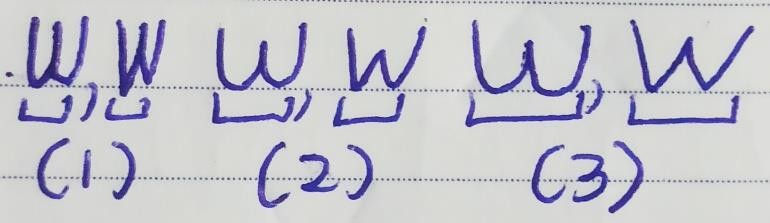 W, W W, W W, W
(1) (2) (3)